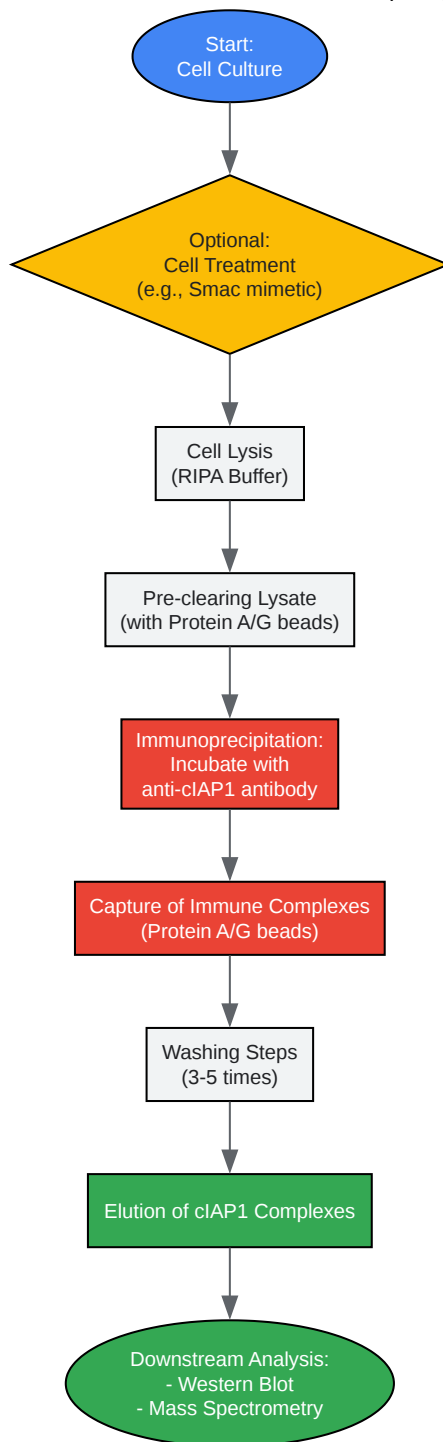 Start:
Cell Culture
Optional:
Cell Treatment
(e.g., Smac mimetic)
Cell Lysis
(RIPA Buffer)
Pre-clearing Lysate
(with Protein A/G beads)
Immunoprecipitation:
Incubate with
anti-cIAP1 antibody
Capture of Immune Complexes
(Protein A/G beads)
Washing Steps
(3-5 times)
Elution of cIAP1 Complexes
Downstream Analysis:
- Western Blot
- Mass Spectrometry